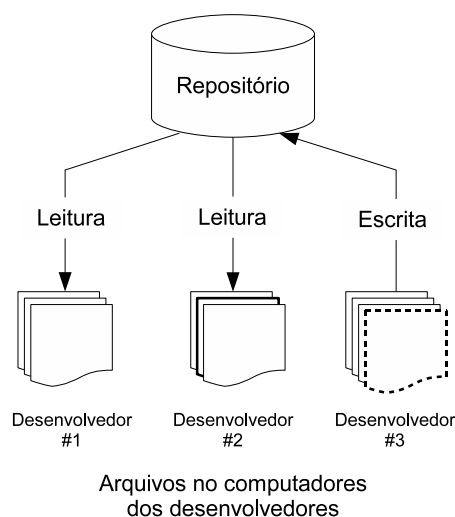 Repositório
Leitura
Leitura
Escrita
Desenvolvedor
#1
Desenvolvedor
#2
Desenvolvedor
#3
Arquivos no computadores
dos desenvolvedores